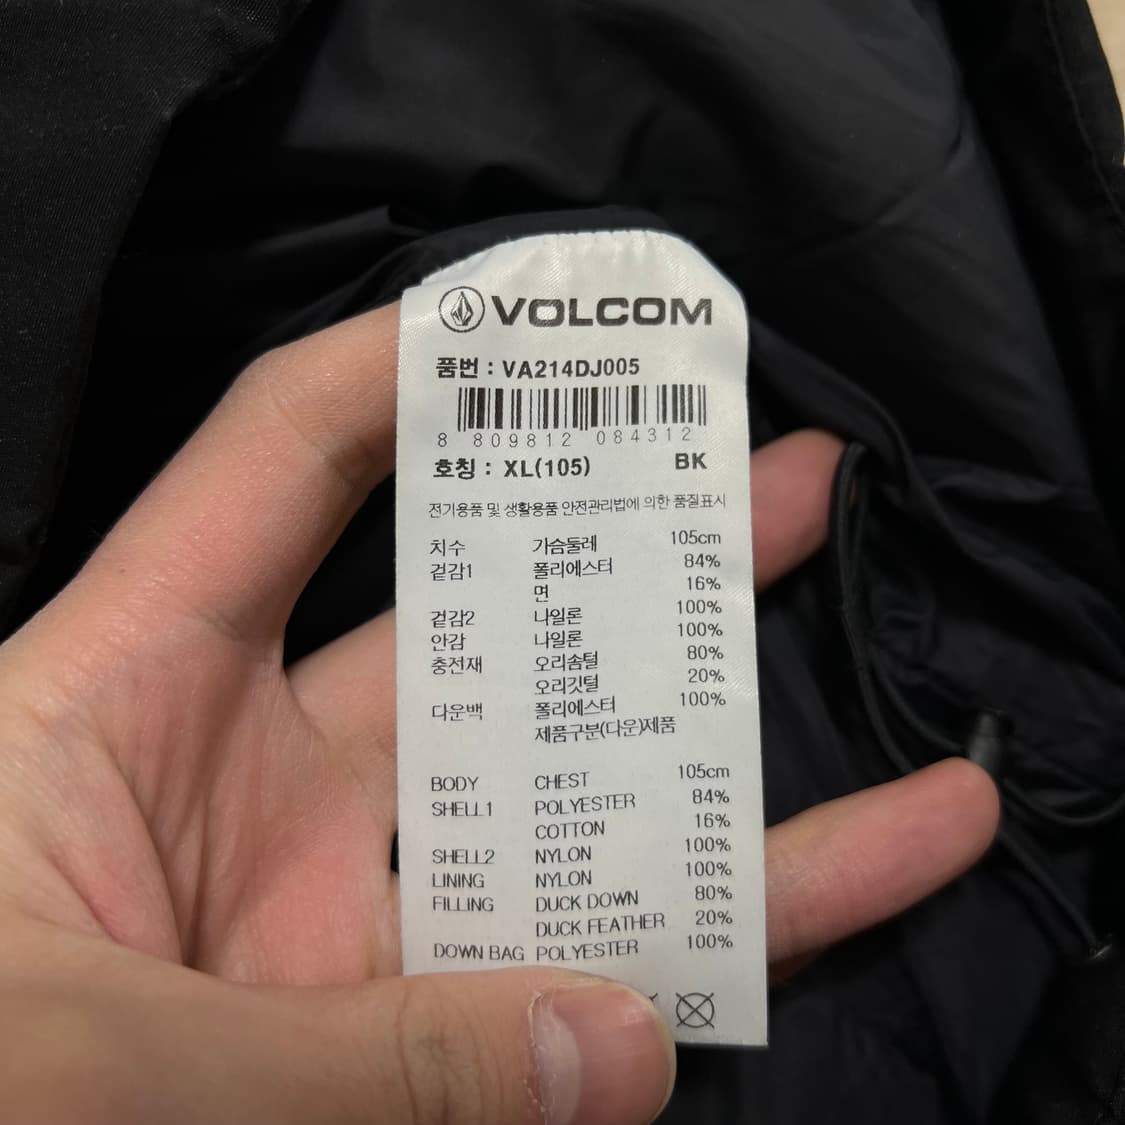 VOLCOM
품번 : VA214DJ005
8 809812 084312
호칭 : XL(105) BK
전기용품 및 생활용품 안전관리법에 의한 품질표시
치수 가슴둘레 105cm
겉감1 폴리에스터 84%
면 16%
겉감2 나일론 100%
안감 나일론 100%
충전재 오리솜털 80%
오리깃털 20%
다운백 폴리에스터 100%
제품구분(다운)제품
BODY CHEST 105cm
SHELL1 POLYESTER 84%
COTTON 16%
SHELL2 NYLON 100%
LINING NYLON 100%
FILLING DUCK DOWN 80%
DUCK FEATHER 20%
DOWN BAG POLYESTER 100%